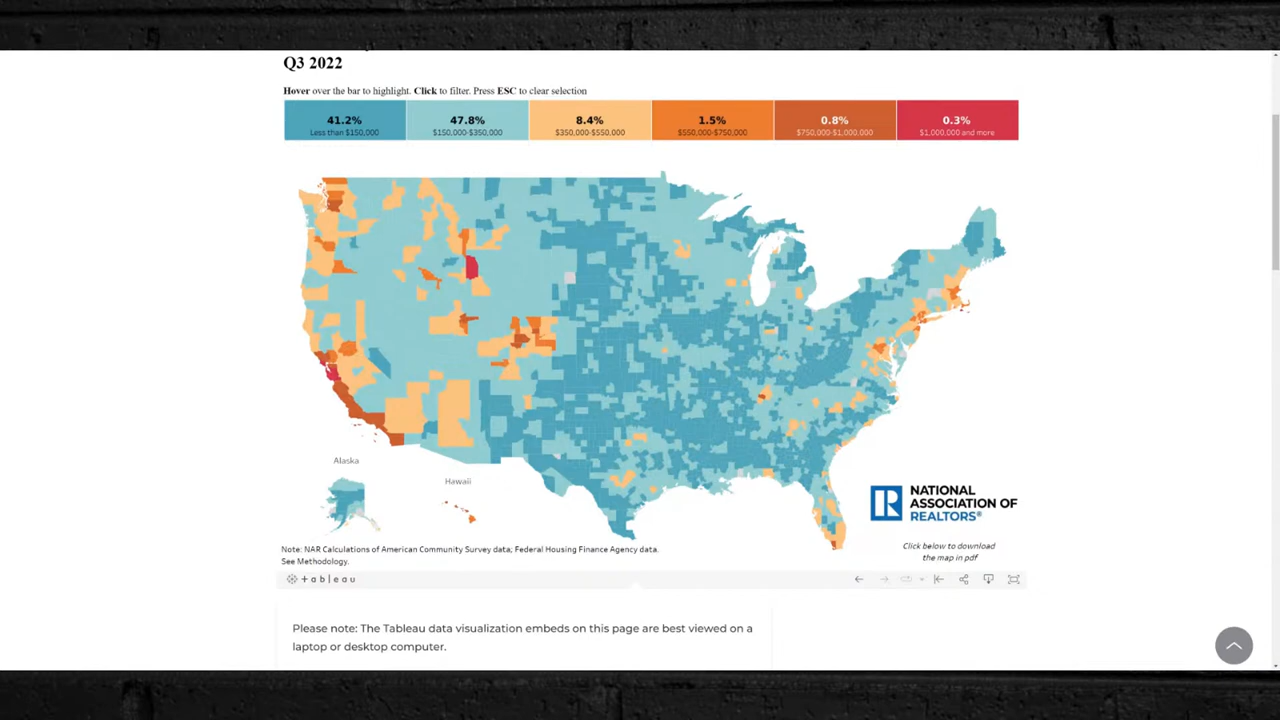 Q3 2022
Hover over the bar to highlight. Click to filter. Press ESC to clear selection
41.2%
Less than $150,000
47.8%
$150,000-$350,000
8.4%
$350,000-$550,000
1.5%
$550,000-$750,000
0.8%
$750,000-$1,000,000
0.3%
$1,000,000 and more
Alaska
Hawaii
NATIONAL
ASSOCIATION OF
REALTORS®
Click below to download
the map in pdf
Note: NAR Calculations of American Community Survey data; Federal Housing Finance Agency data.
See Methodology.
+ableau
Please note: The Tableau data visualization embeds on this page are best viewed on a
laptop or desktop computer.